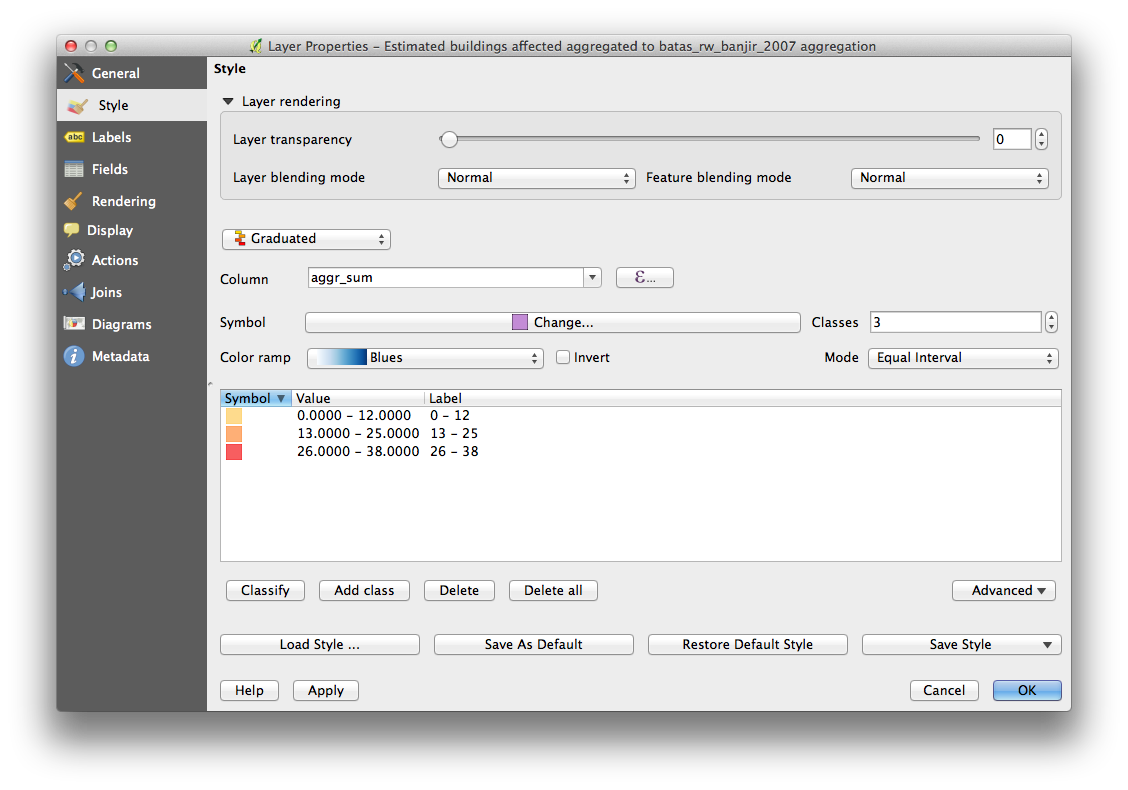 Layer Properties – Estimated buildings affected aggregated to batas_rw_banjir_2007 aggregation
General
Style
abc Labels
Fields
Rendering
Display
Actions
Joins
Diagrams
i Metadata
Style
Layer rendering
Layer transparency 0
Layer blending mode Normal Feature blending mode Normal
Graduated
Column aggr_sum ε...
Symbol Change... Classes 3
Color ramp Blues Invert Mode Equal Interval
Symbol Value Label
0.0000 – 12.0000 0 – 12
13.0000 – 25.0000 13 – 25
26.0000 – 38.0000 26 – 38
Classify Add class Delete Delete all Advanced
Load Style ... Save As Default Restore Default Style Save Style
Help Apply Cancel OK